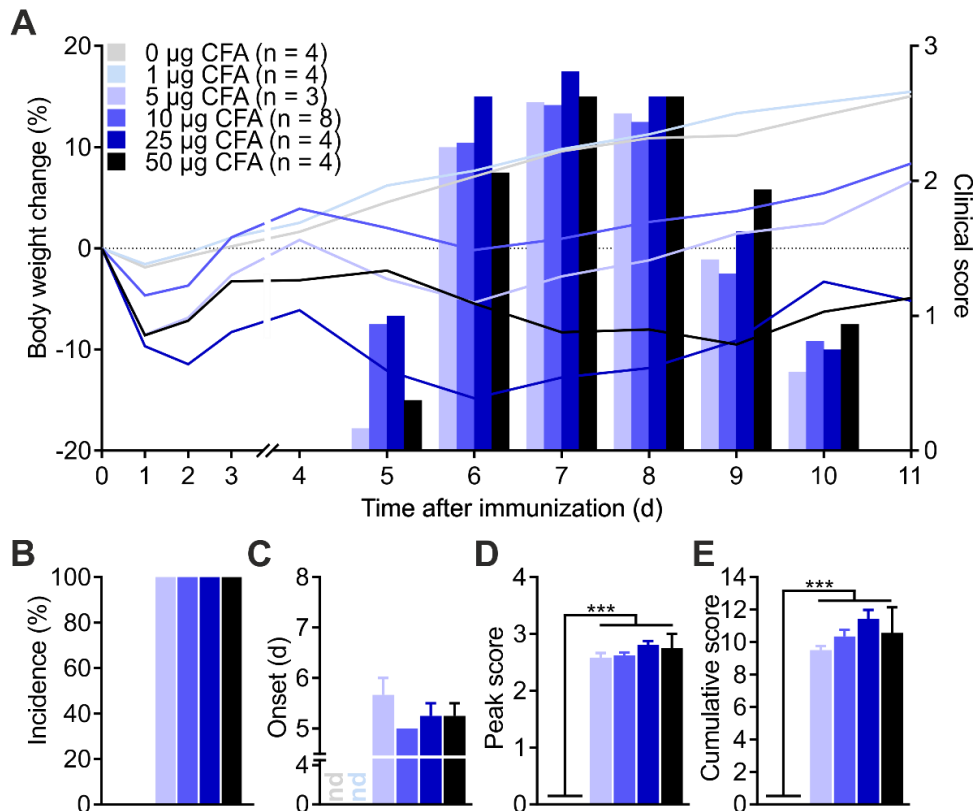 A
0 µg CFA (n = 4)
1 µg CFA (n = 4)
5 µg CFA (n = 3)
10 µg CFA (n = 8)
25 µg CFA (n = 4)
50 µg CFA (n = 4)
Body weight change (%)
20
10
0
-10
-20
Clinical score
3
2
1
0
0 1 2 3 4 5 6 7 8 9 10 11
Time after immunization (d)
B
Incidence (%)
100
80
60
40
20
0
C
Onset (d)
8
7
6
5
4
0
nd
nd
D
Peak score
4
3
2
1
0
***
E
Cumulative score
14
12
10
8
6
4
2
0
***